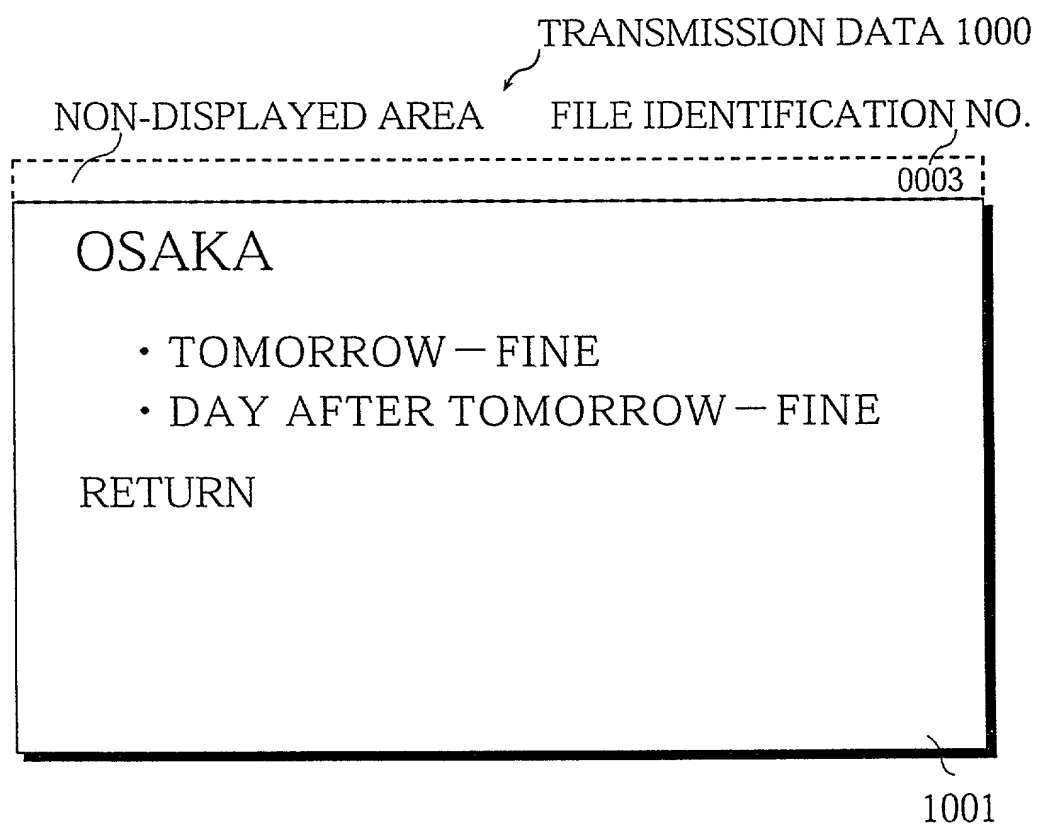 TRANSMISSION DATA 1000
NON-DISPLAYED AREA FILE IDENTIFICATION NO.
0003
OSAKA
・TOMORROW－FINE
・DAY AFTER TOMORROW－FINE
RETURN
1001